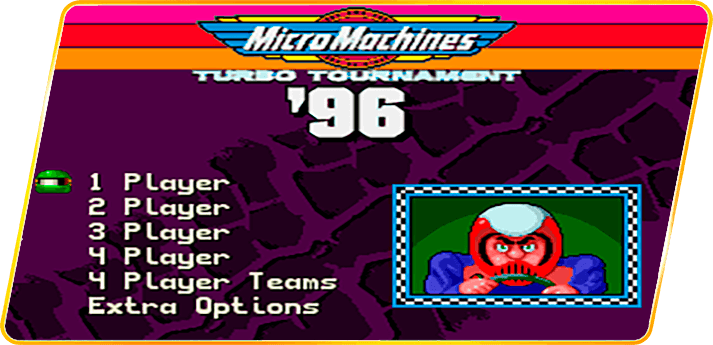 MicroMachines
TURBO TOURNAMENT
'96
1 Player
2 Player
3 Player
4 Player
4 Player Teams
Extra Options